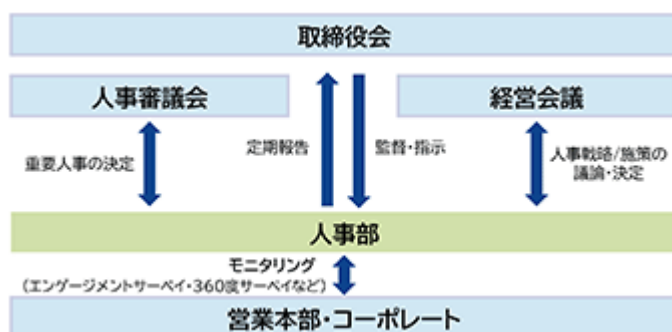 取締役会
人事審議会
経営会議
重要人事の決定
定期報告
監督・指示
人事戦略/施策の
議論・決定
人事部
モニタリング
(エンゲージメントサーベイ・360度サーベイなど)
営業本部・コーポレート